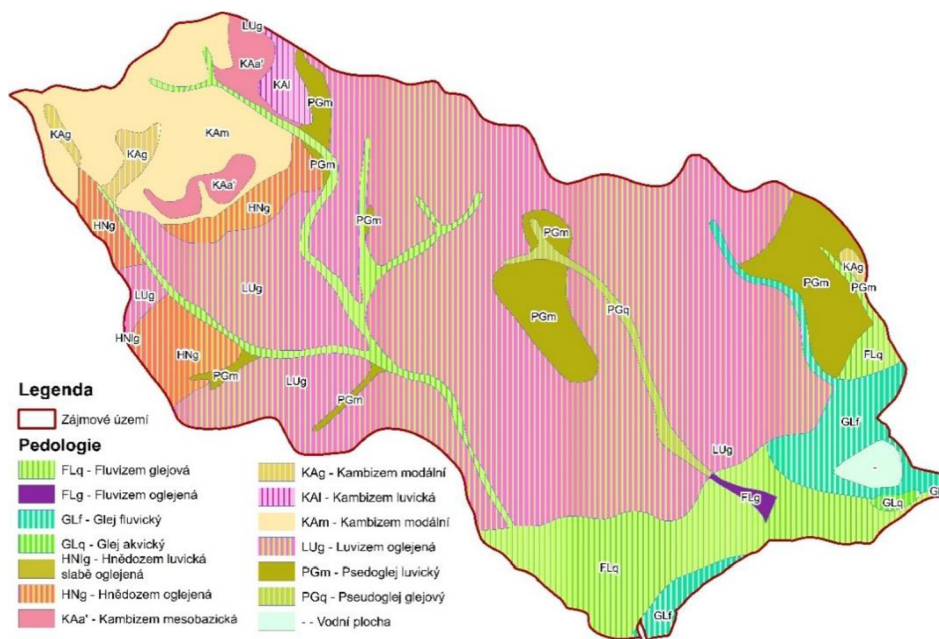 LUg
KAa'
KAl
PGm
KAg
KAm
KAg
PGm
KAa'
HNg
HNg
PGm
PGm
KAg
LUg
LUg
PGm
PGm
PGm
PGq
HNlg
HNg
FLq
PGm
LUg
PGm
LUg
GLf
-
FLg
GLq
GL
FLq
GLf
Legenda
Zájmové území
Pedologie
FLq - Fluvizem glejová
FLg - Fluvizem oglejená
GLf - Glej fluvický
GLq - Glej akvický
HNlg - Hnědozem luvická
slabě oglejená
HNg - Hnědozem oglejená
KAa' - Kambizem mesobazická
KAg - Kambizem modální
KAl - Kambizem luvická
KAm - Kambizem modální
LUg - Luvizem oglejená
PGm - Psedoglej luvický
PGq - Pseudoglej glejový
- - Vodní plocha